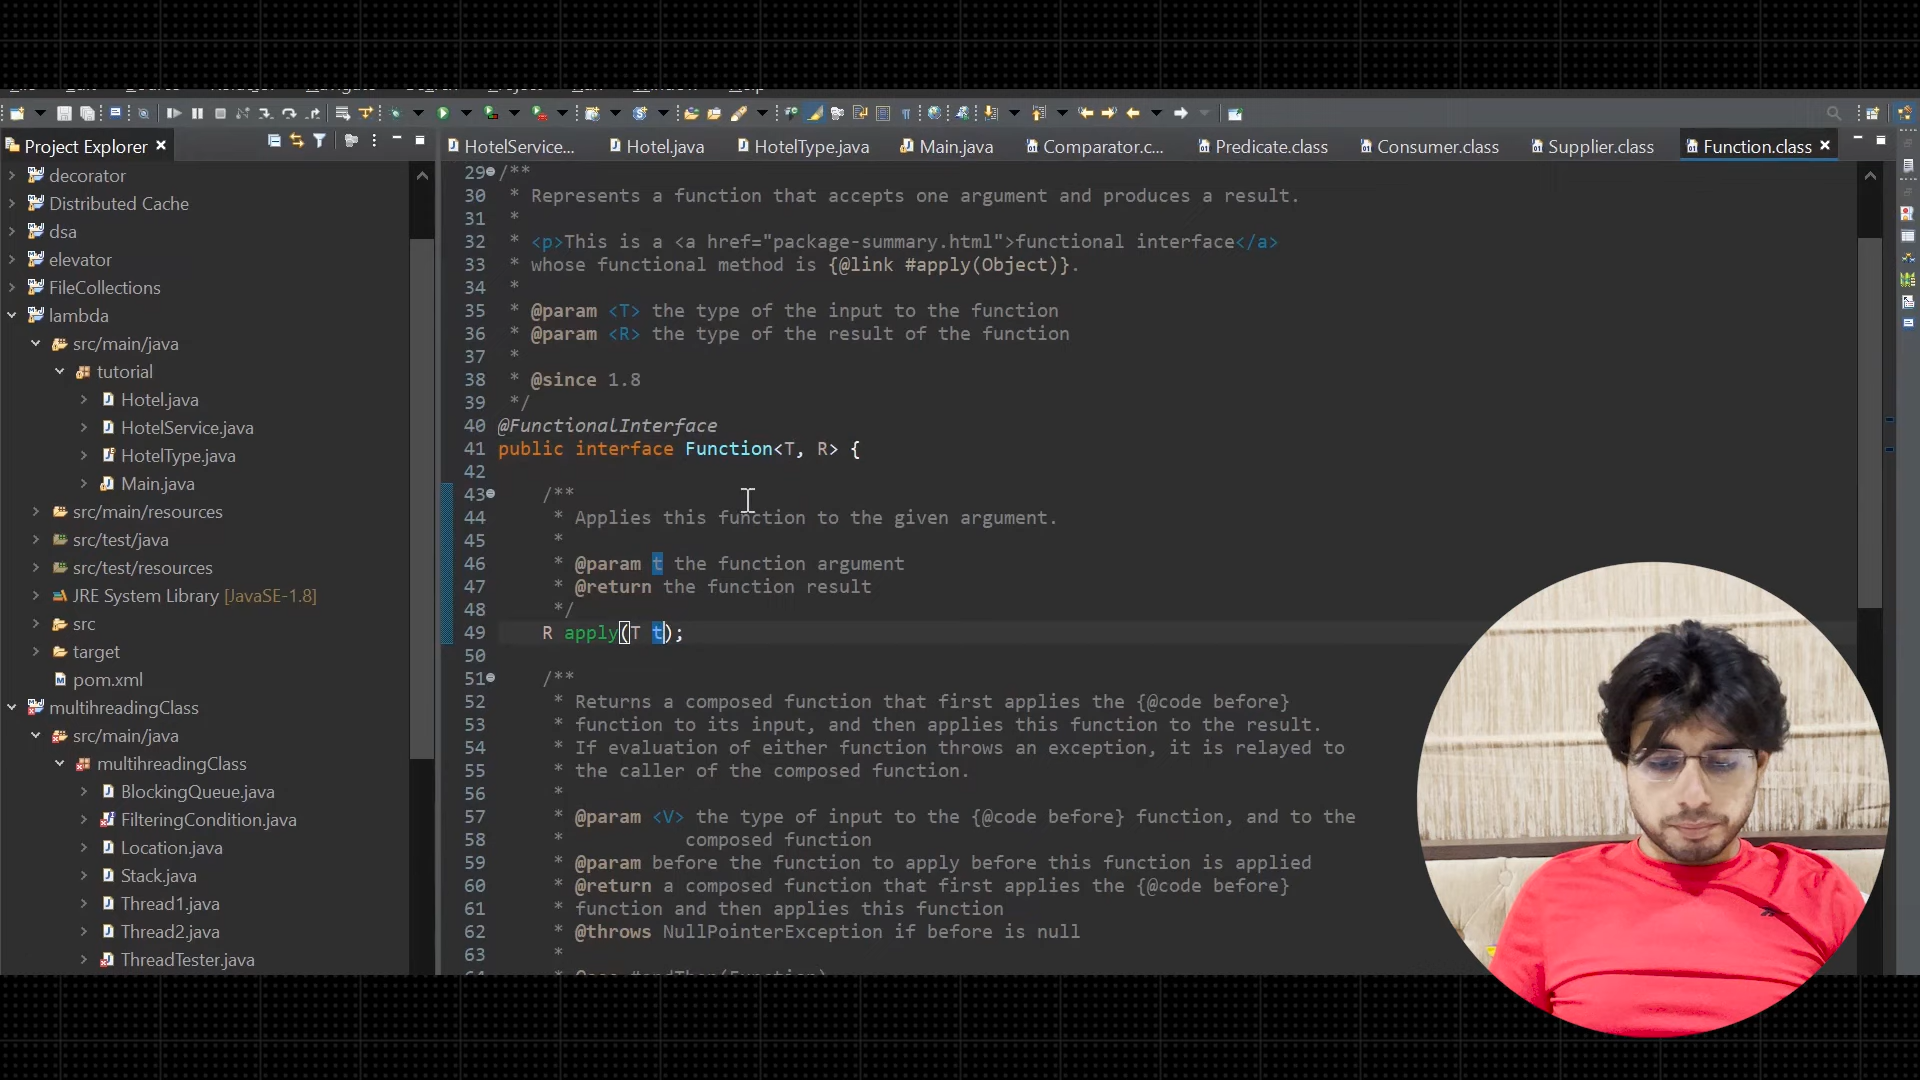 Project Explorer
HotelService...
Hotel.java
HotelType.java
Main.java
Comparator.c...
Predicate.class
Consumer.class
Supplier.class
Function.class
decorator
Distributed Cache
dsa
elevator
FileCollections
lambda
src/main/java
tutorial
Hotel.java
HotelService.java
HotelType.java
Main.java
src/main/resources
src/test/java
src/test/resources
JRE System Library [JavaSE-1.8]
src
target
pom.xml
multihreadingClass
src/main/java
multihreadingClass
BlockingQueue.java
FilteringCondition.java
Location.java
Stack.java
Thread1.java
Thread2.java
ThreadTester.java
29 /**
30 * Represents a function that accepts one argument and produces a result.
31 *
32 * <p>This is a <a href="package-summary.html">functional interface</a>
33 * whose functional method is {@link #apply(Object)}.
34 *
35 * @param <T> the type of the input to the function
36 * @param <R> the type of the result of the function
37 *
38 * @since 1.8
39 */
40 @FunctionalInterface
41 public interface Function<T, R> {
42
43 /**
44 * Applies this function to the given argument.
45 *
46 * @param t the function argument
47 * @return the function result
48 */
49 R apply(T t);
50
51 /**
52 * Returns a composed function that first applies the {@code before}
53 * function to its input, and then applies this function to the result.
54 * If evaluation of either function throws an exception, it is relayed to
55 * the caller of the composed function.
56 *
57 * @param <V> the type of input to the {@code before} function, and to the
58 * composed function
59 * @param before the function to apply before this function is applied
60 * @return a composed function that first applies the {@code before}
61 * function and then applies this function
62 * @throws NullPointerException if before is null
63 *